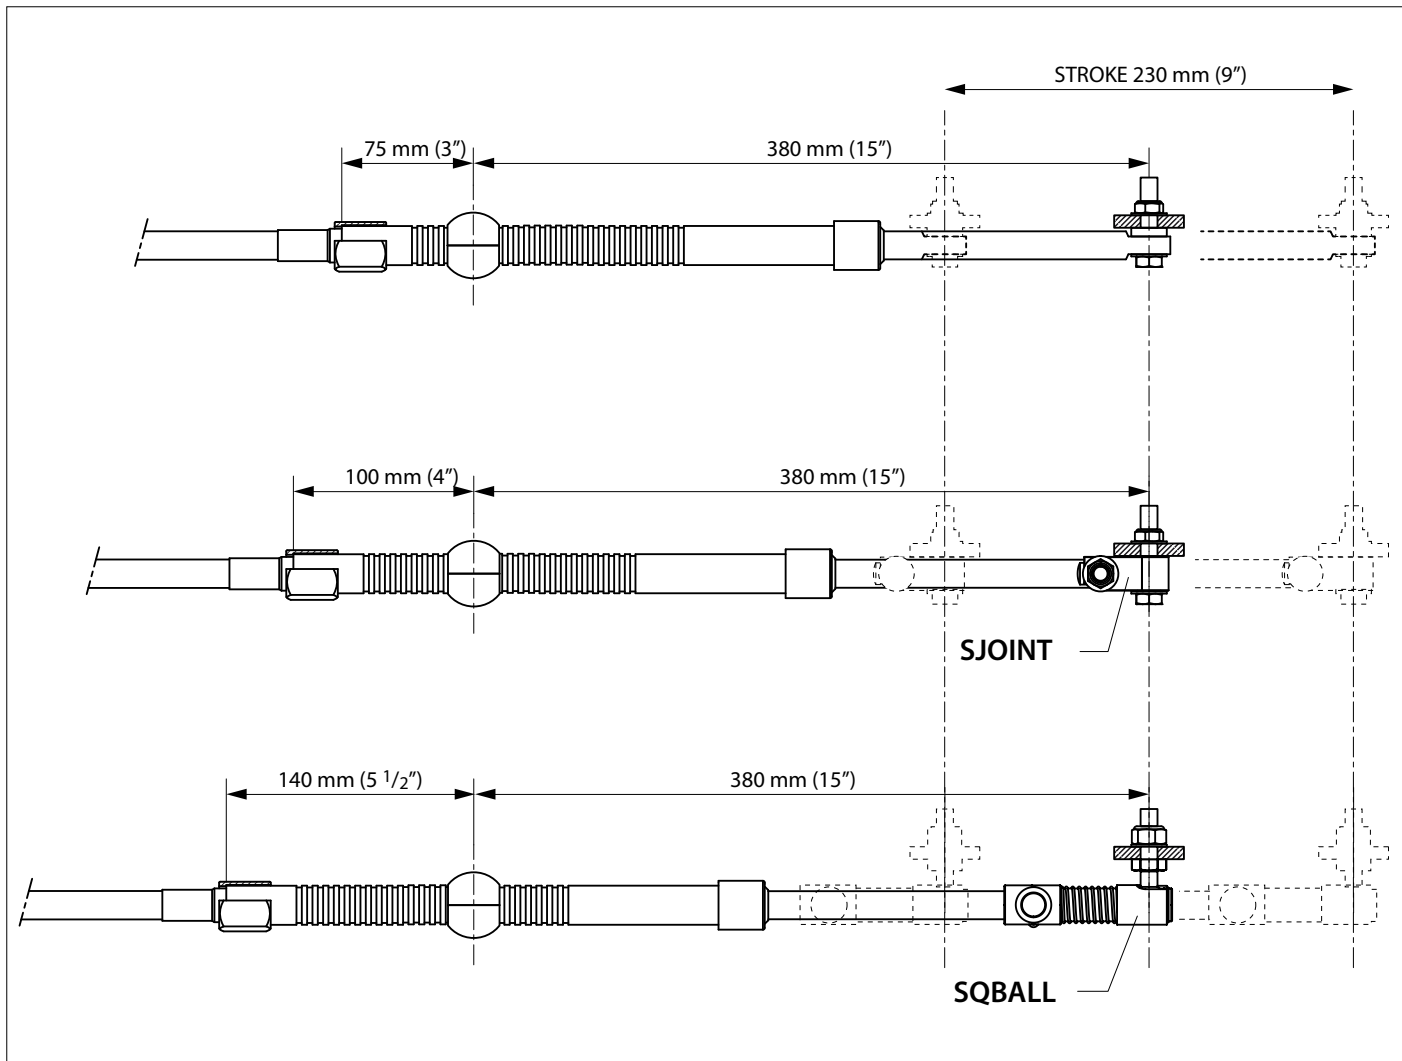 STROKE 230 mm (9”)
75 mm (3”)
380 mm (15”)
100 mm (4”)
380 mm (15”)
SJOINT
140 mm (5 1/2”)
380 mm (15”)
SQBALL